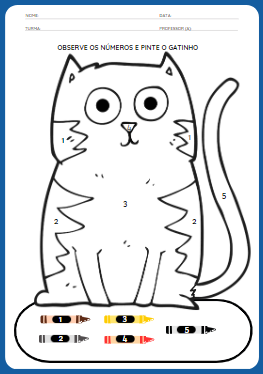 NOME: DATA:
TURMA: PROFESSOR (A):
OBSERVE OS NÚMEROS E PINTE O GATINHO
4
1 1
3
5
2 2
1 3 5
2 4